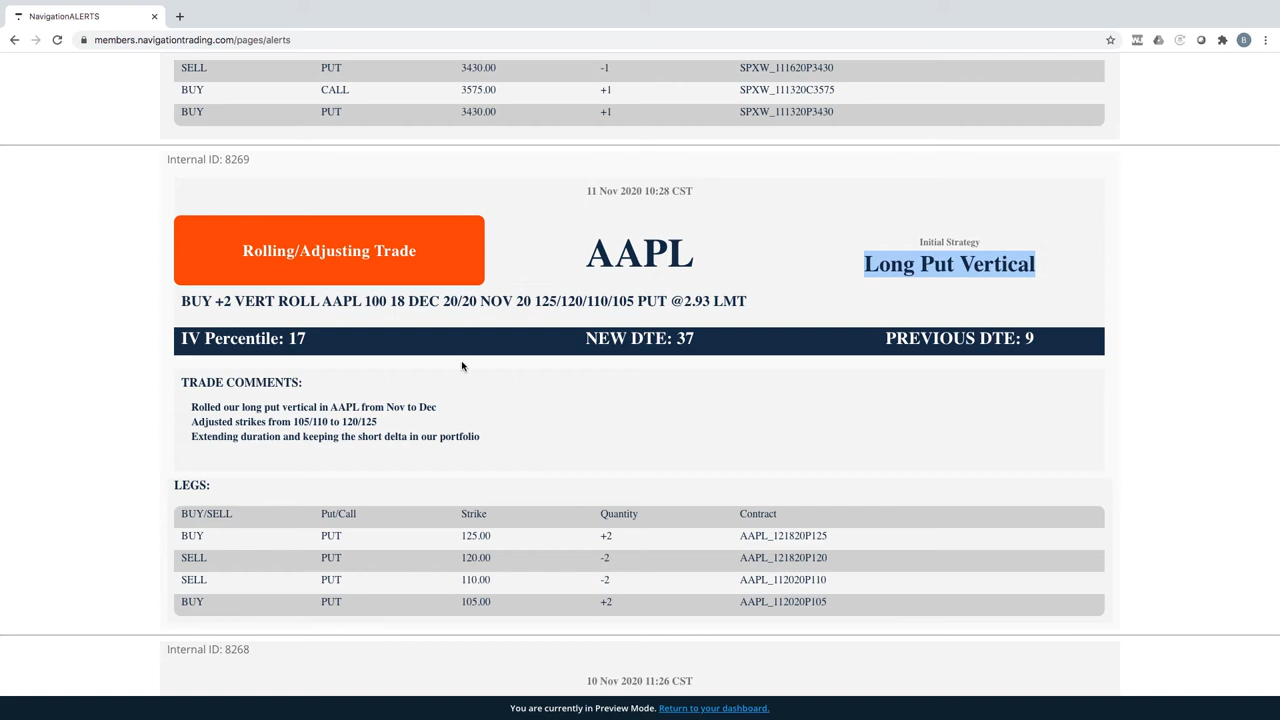 NavigationALERTS
members.navigationtrading.com/pages/alerts
SELL PUT 3430.00 -1 SPXW_111620P3430
BUY CALL 3575.00 +1 SPXW_111320C3575
BUY PUT 3430.00 +1 SPXW_111320P3430
Internal ID: 8269
11 Nov 2020 10:28 CST
Rolling/Adjusting Trade
AAPL
Initial Strategy
Long Put Vertical
BUY +2 VERT ROLL AAPL 100 18 DEC 20/20 NOV 20 125/120/110/105 PUT @2.93 LMT
IV Percentile: 17 NEW DTE: 37 PREVIOUS DTE: 9
TRADE COMMENTS:
Rolled our long put vertical in AAPL from Nov to Dec
Adjusted strikes from 105/110 to 120/125
Extending duration and keeping the short delta in our portfolio
LEGS:
BUY/SELL Put/Call Strike Quantity Contract
BUY PUT 125.00 +2 AAPL_121820P125
SELL PUT 120.00 -2 AAPL_121820P120
SELL PUT 110.00 -2 AAPL_112020P110
BUY PUT 105.00 +2 AAPL_112020P105
Internal ID: 8268
10 Nov 2020 11:26 CST
You are currently in Preview Mode. Return to your dashboard.